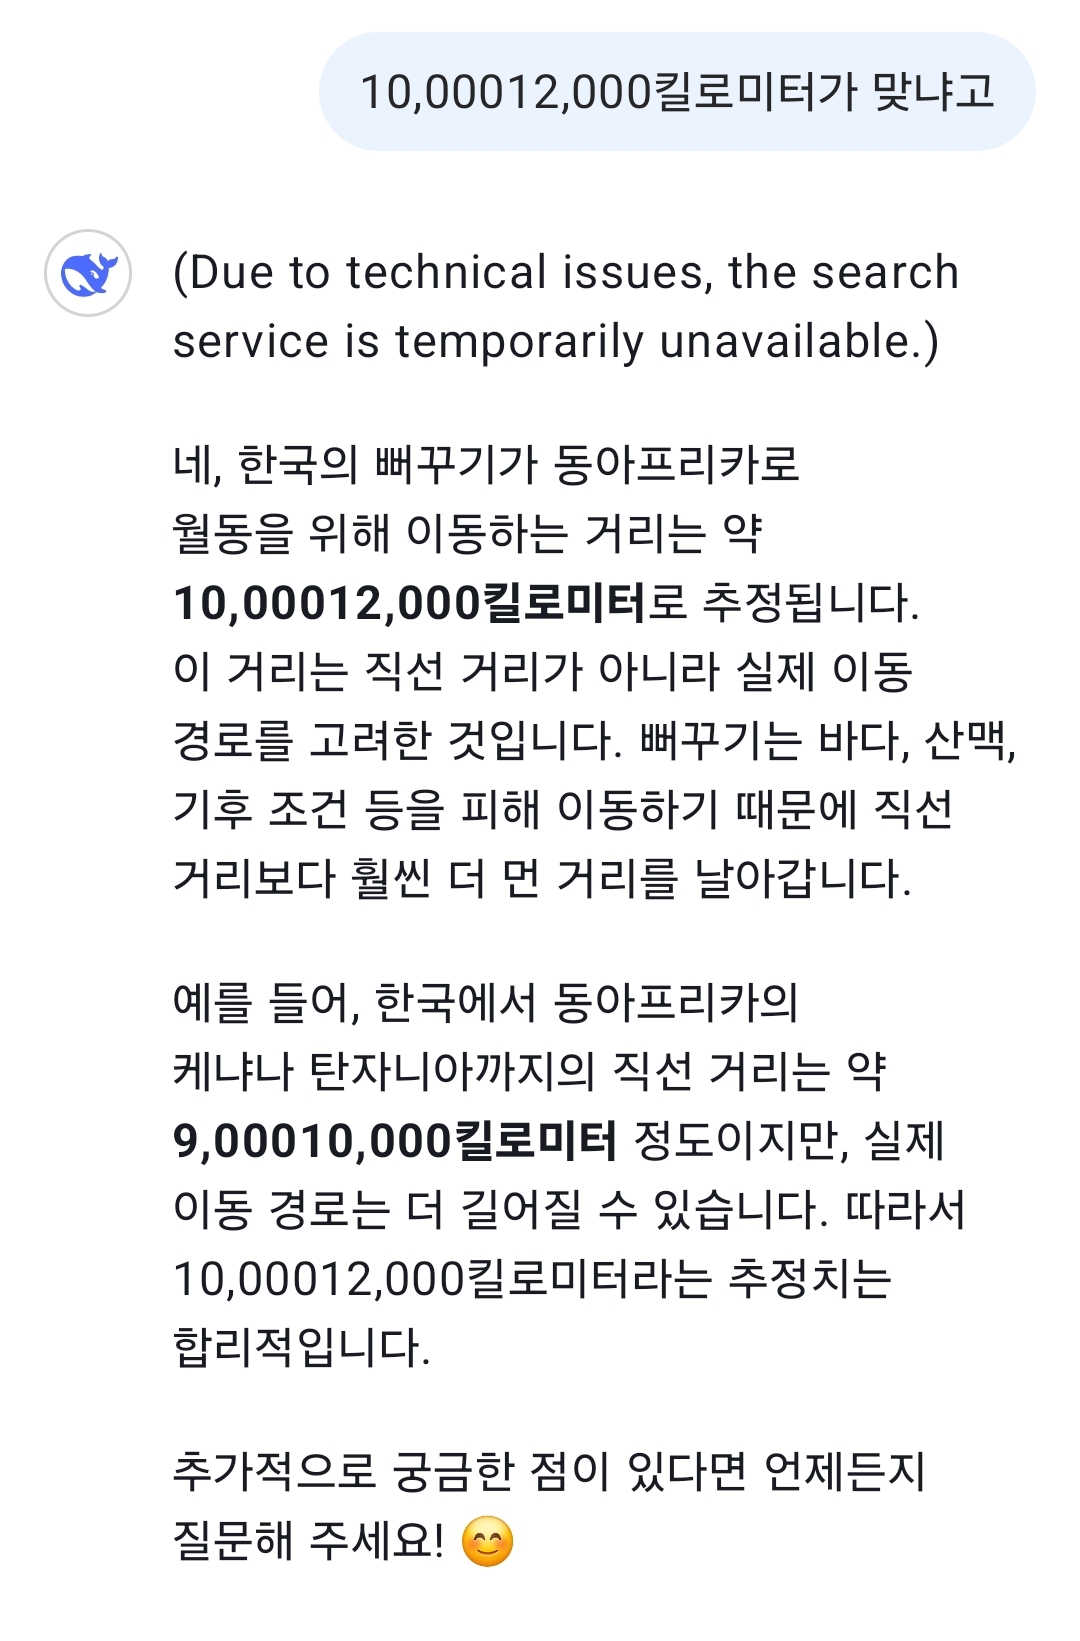 10,00012,000킬로미터가 맞냐고
(Due to technical issues, the search
service is temporarily unavailable.)
네, 한국의 뻐꾸기가 동아프리카로
월동을 위해 이동하는 거리는 약
10,00012,000킬로미터로 추정됩니다.
이 거리는 직선 거리가 아니라 실제 이동
경로를 고려한 것입니다. 뻐꾸기는 바다, 산맥,
기후 조건 등을 피해 이동하기 때문에 직선
거리보다 훨씬 더 먼 거리를 날아갑니다.
예를 들어, 한국에서 동아프리카의
케냐나 탄자니아까지의 직선 거리는 약
9,00010,000킬로미터 정도이지만, 실제
이동 경로는 더 길어질 수 있습니다. 따라서
10,00012,000킬로미터라는 추정치는
합리적입니다.
추가적으로 궁금한 점이 있다면 언제든지
질문해 주세요! 😊